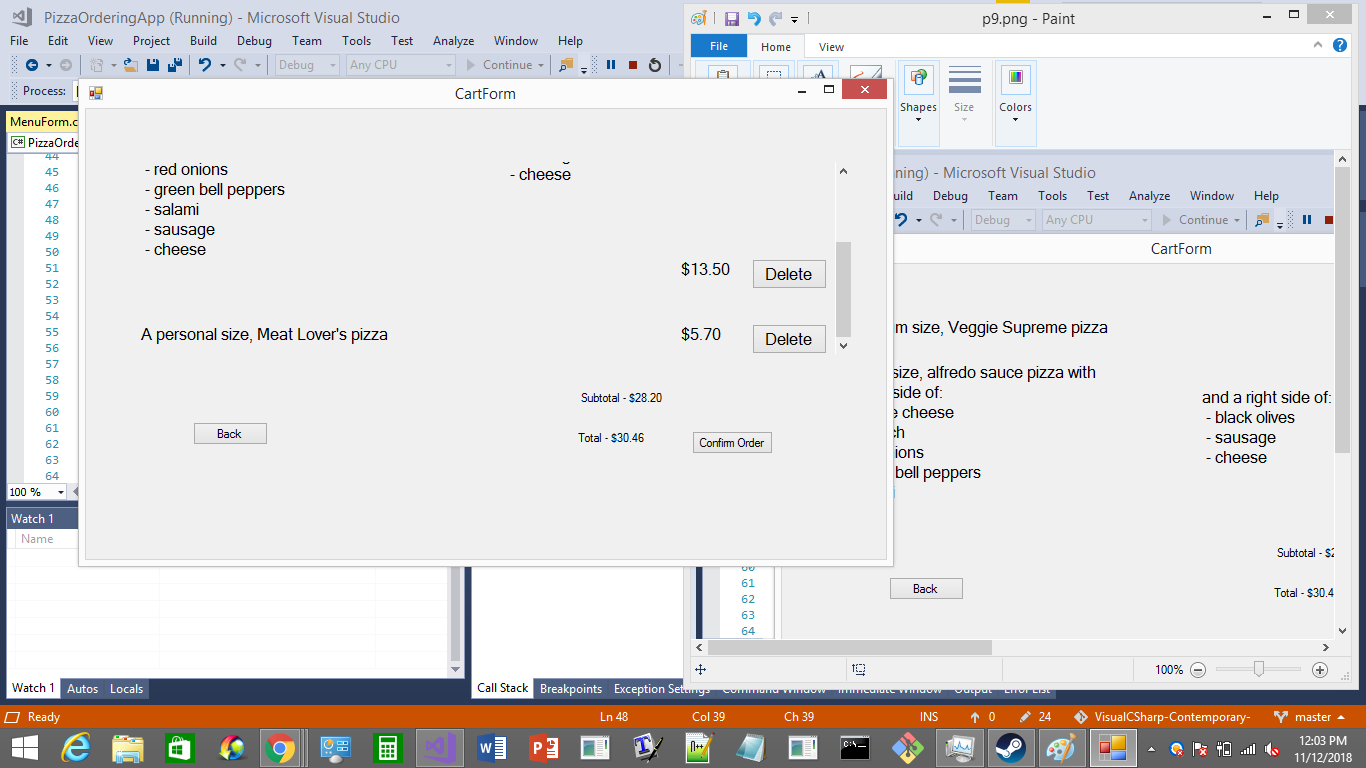 PizzaOrderingApp (Running) - Microsoft Visual Studio
File Edit View Project Build Debug Team Tools Test Analyze Window Help
Debug Any CPU Continue
Process:
MenuForm.c
C# PizzaOrde
44
45
46
47
48
49
50
51
52
53
54
55
56
57
58
59
60
61
62
63
64
100 %
Watch 1
Name
Watch 1 Autos Locals
CartForm
- red onions
- green bell peppers
- salami
- sausage
- cheese
- cheese
$13.50 Delete
A personal size, Meat Lover's pizza $5.70 Delete
Subtotal - $28.20
Back
Total - $30.46
Confirm Order
p9.png - Paint
File Home View
Shapes Size Colors
ning) - Microsoft Visual Studio
uild Debug Team Tools Test Analyze Window Help
Debug Any CPU Continue
CartForm
m size, Veggie Supreme pizza
size, alfredo sauce pizza with
side of:
e cheese
ch
nions
bell peppers
i
and a right side of:
- black olives
- sausage
- cheese
Subtotal - $2
Back
Total - $30.4
60
61
62
63
64
100%
Call Stack Breakpoints Exception Settings Command Window Immediate Window Output Error List
Ready Ln 48 Col 39 Ch 39 INS 0 24 VisualCSharp-Contemporary- master
12:03 PM
11/12/2018